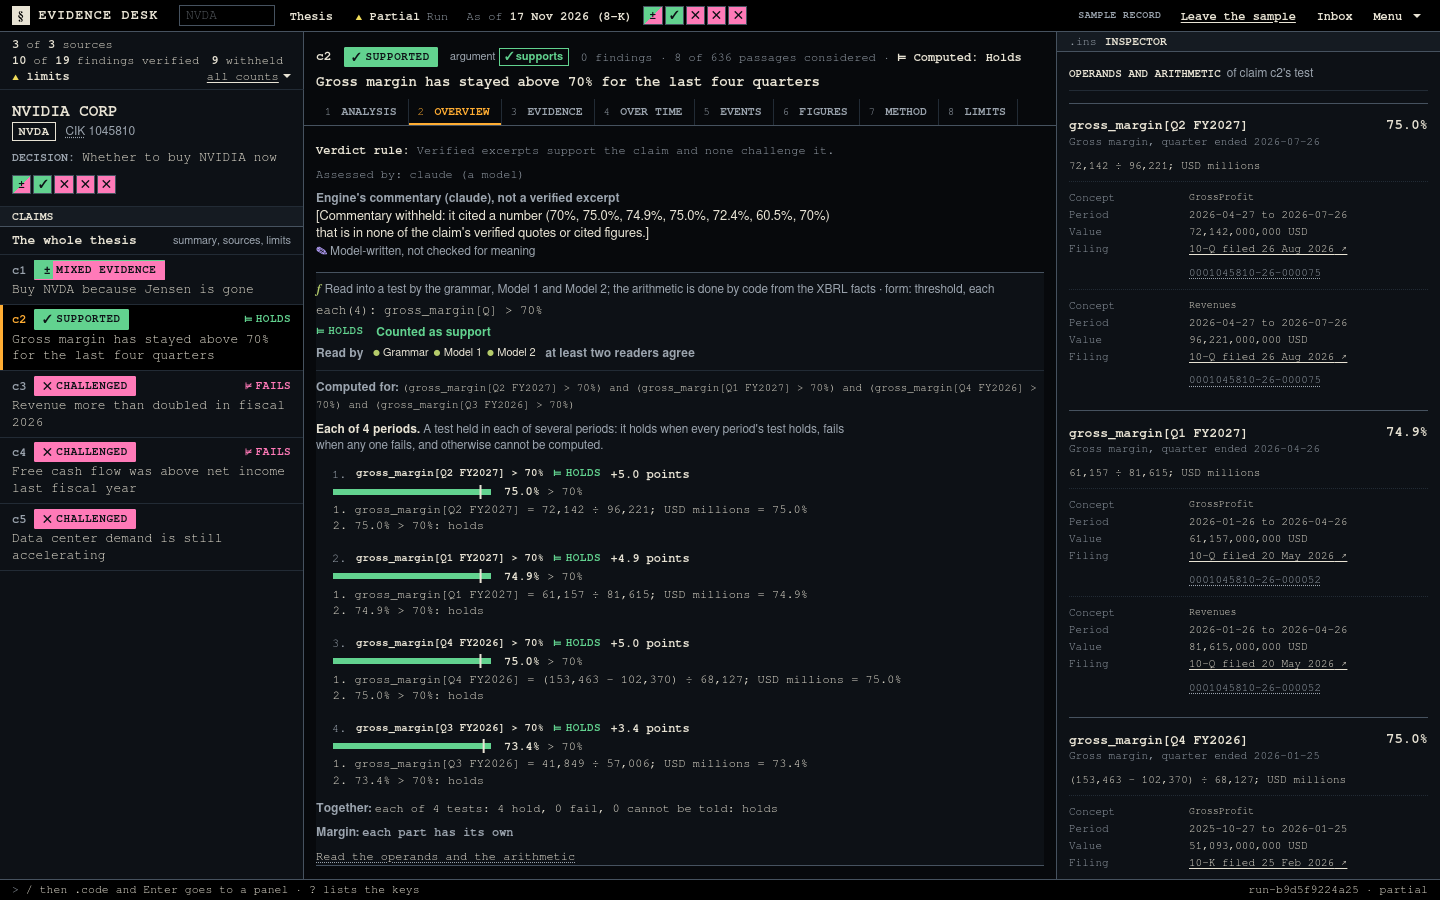 § EVIDENCE DESK NVDA Thesis ▲ Partial Run As of 17 Nov 2026 (8-K) ± ✓ ✕ ✕ ✕ SAMPLE RECORD Leave the sample Inbox Menu
3 of 3 sources
10 of 19 findings verified 9 withheld
▲ limits all counts
NVIDIA CORP
NVDA CIK 1045810
DECISION: Whether to buy NVIDIA now
± ✓ ✕ ✕ ✕
CLAIMS
The whole thesis summary, sources, limits
c1 ± MIXED EVIDENCE
Buy NVDA because Jensen is gone
c2 ✓ SUPPORTED ⊨ HOLDS
Gross margin has stayed above 70%
for the last four quarters
c3 ✕ CHALLENGED ⊭ FAILS
Revenue more than doubled in fiscal
2026
c4 ✕ CHALLENGED ⊭ FAILS
Free cash flow was above net income
last fiscal year
c5 ✕ CHALLENGED
Data center demand is still
accelerating
c2 ✓ SUPPORTED argument ✓ supports 0 findings · 8 of 636 passages considered · ⊨ Computed: Holds
Gross margin has stayed above 70% for the last four quarters
1 ANALYSIS 2 OVERVIEW 3 EVIDENCE 4 OVER TIME 5 EVENTS 6 FIGURES 7 METHOD 8 LIMITS
Verdict rule: Verified excerpts support the claim and none challenge it.
Assessed by: claude (a model)
Engine's commentary (claude), not a verified excerpt
[Commentary withheld: it cited a number (70%, 75.0%, 74.9%, 75.0%, 72.4%, 60.5%, 70%)
that is in none of the claim's verified quotes or cited figures.]
✎ Model-written, not checked for meaning
ƒ Read into a test by the grammar, Model 1 and Model 2; the arithmetic is done by code from the XBRL facts · form: threshold, each
each(4): gross_margin[Q] > 70%
⊨ HOLDS Counted as support
Read by ● Grammar ● Model 1 ● Model 2 at least two readers agree
Computed for: (gross_margin[Q2 FY2027] > 70%) and (gross_margin[Q1 FY2027] > 70%) and (gross_margin[Q4 FY2026] >
70%) and (gross_margin[Q3 FY2026] > 70%)
Each of 4 periods. A test held in each of several periods: it holds when every period's test holds, fails
when any one fails, and otherwise cannot be computed.
1. gross_margin[Q2 FY2027] > 70% ⊨ HOLDS +5.0 points
75.0% > 70%
1. gross_margin[Q2 FY2027] = 72,142 ÷ 96,221; USD millions = 75.0%
2. 75.0% > 70%: holds
2. gross_margin[Q1 FY2027] > 70% ⊨ HOLDS +4.9 points
74.9% > 70%
1. gross_margin[Q1 FY2027] = 61,157 ÷ 81,615; USD millions = 74.9%
2. 74.9% > 70%: holds
3. gross_margin[Q4 FY2026] > 70% ⊨ HOLDS +5.0 points
75.0% > 70%
1. gross_margin[Q4 FY2026] = (153,463 − 102,370) ÷ 68,127; USD millions = 75.0%
2. 75.0% > 70%: holds
4. gross_margin[Q3 FY2026] > 70% ⊨ HOLDS +3.4 points
73.4% > 70%
1. gross_margin[Q3 FY2026] = 41,849 ÷ 57,006; USD millions = 73.4%
2. 73.4% > 70%: holds
Together: each of 4 tests: 4 hold, 0 fail, 0 cannot be told: holds
Margin: each part has its own
Read the operands and the arithmetic
.ins INSPECTOR
OPERANDS AND ARITHMETIC of claim c2's test
gross_margin[Q2 FY2027] 75.0%
Gross margin, quarter ended 2026-07-26
72,142 ÷ 96,221; USD millions
Concept GrossProfit
Period 2026-04-27 to 2026-07-26
Value 72,142,000,000 USD
Filing 10-Q filed 26 Aug 2026 ↗
0001045810-26-000075
Concept Revenues
Period 2026-04-27 to 2026-07-26
Value 96,221,000,000 USD
Filing 10-Q filed 26 Aug 2026 ↗
0001045810-26-000075
gross_margin[Q1 FY2027] 74.9%
Gross margin, quarter ended 2026-04-26
61,157 ÷ 81,615; USD millions
Concept GrossProfit
Period 2026-01-26 to 2026-04-26
Value 61,157,000,000 USD
Filing 10-Q filed 20 May 2026 ↗
0001045810-26-000052
Concept Revenues
Period 2026-01-26 to 2026-04-26
Value 81,615,000,000 USD
Filing 10-Q filed 20 May 2026 ↗
0001045810-26-000052
gross_margin[Q4 FY2026] 75.0%
Gross margin, quarter ended 2026-01-25
(153,463 − 102,370) ÷ 68,127; USD millions
Concept GrossProfit
Period 2025-10-27 to 2026-01-25
Value 51,093,000,000 USD
Filing 10-K filed 25 Feb 2026 ↗
> / then .code and Enter goes to a panel · ? lists the keys run-b9d5f9224a25 · partial